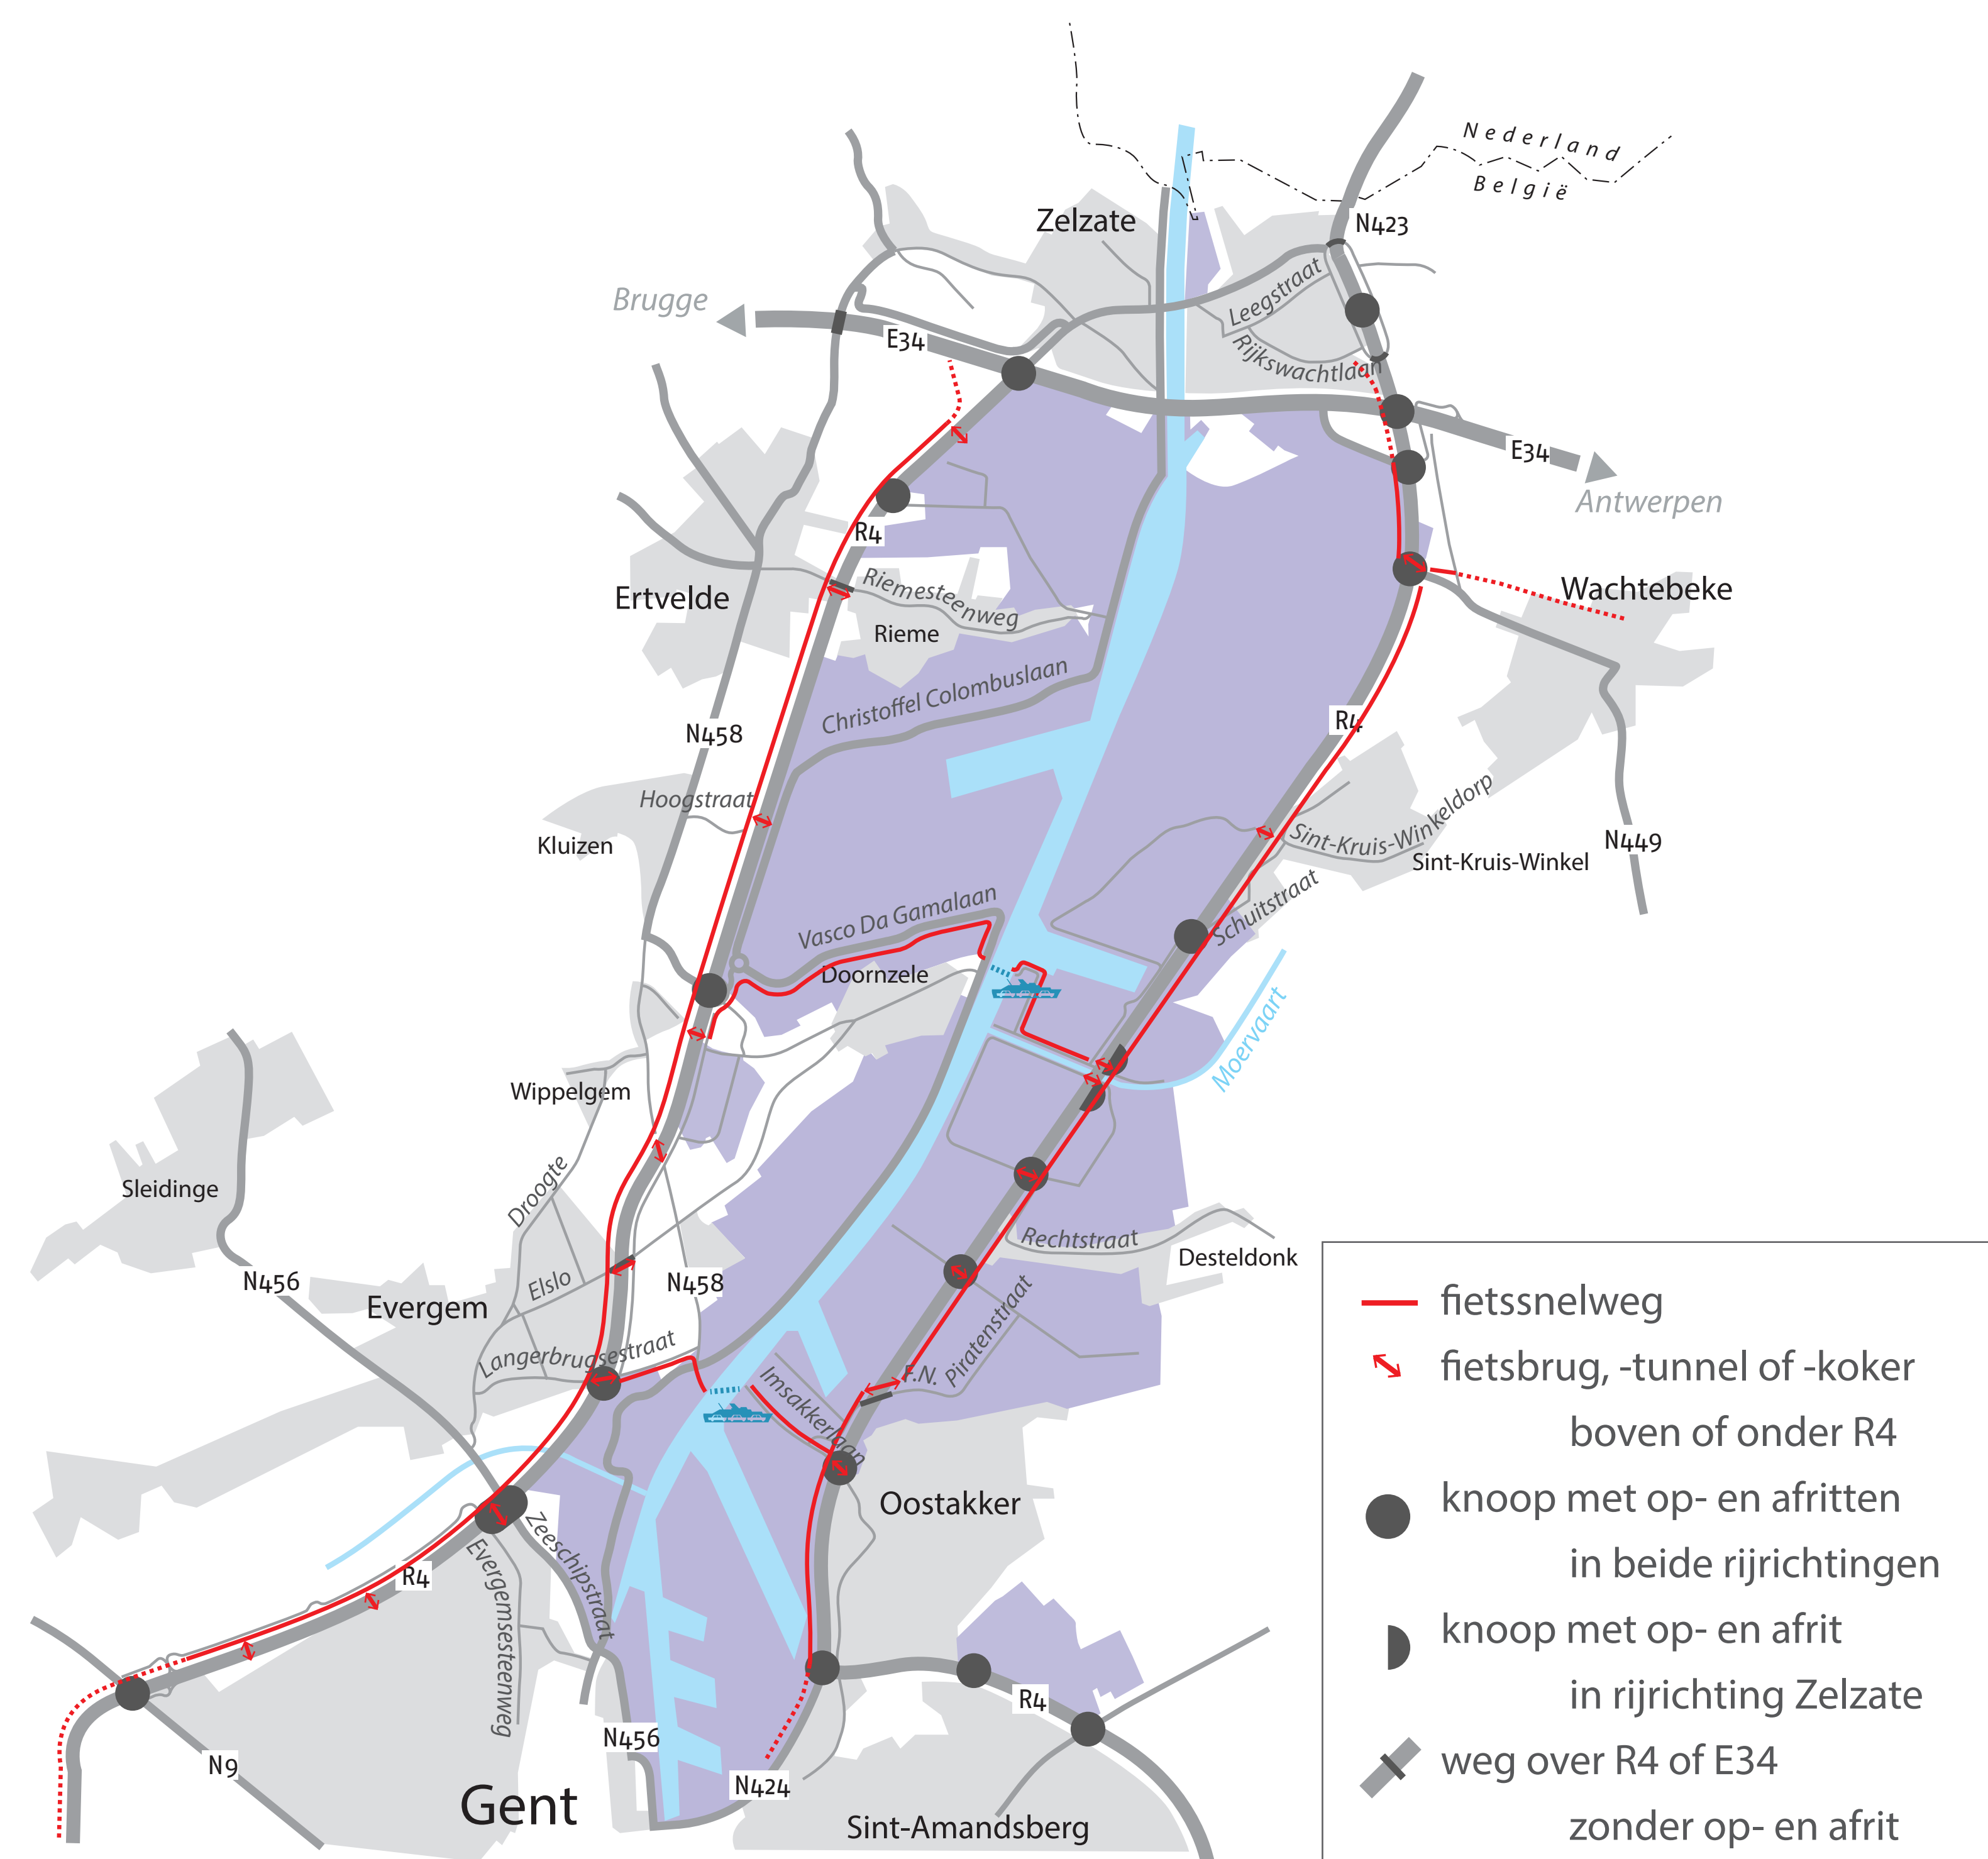 Nederland
België
N423
Zelzate
Leegstraat
Brugge
E34
Rijkswachtlaan
E34
Antwerpen
R4
Riemesteenweg
Ertvelde
Wachtebeke
Rieme
Christoffel Colombuslaan
R4
N458
Hoogstraat
Kluizen
Sint-Kruis-Winkeldorp
N449
Sint-Kruis-Winkel
Schuitstraat
Vasco Da Gamalaan
Doornzele
Moervaart
Wippelgem
Sleidinge
Droogte
Rechtstraat
Desteldonk
N456
Elslo
N458
Evergem
Langerbruggestraat
Piratenstraat
F.N.
Imsakkerlaan
Oostakker
Zeeschipstraat
Evergemsesteenweg
R4
R4
N456
N9
N424
Gent
Sint-Amandsberg
fietssnelweg
fietsbrug, -tunnel of -koker
boven of onder R4
knoop met op- en afritten
in beide rijrichtingen
knoop met op- en afrit
in rijrichting Zelzate
weg over R4 of E34
zonder op- en afrit